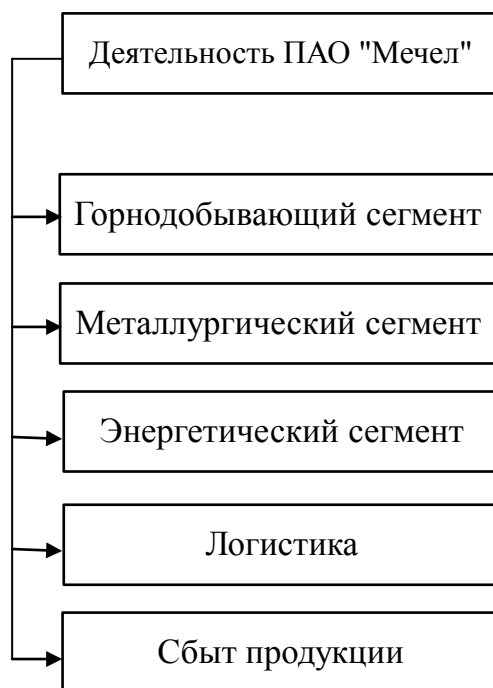 Деятельность ПАО "Мечел"
Горнодобывающий сегмент
Металлургический сегмент
Энергетический сегмент
Логистика
Сбыт продукции